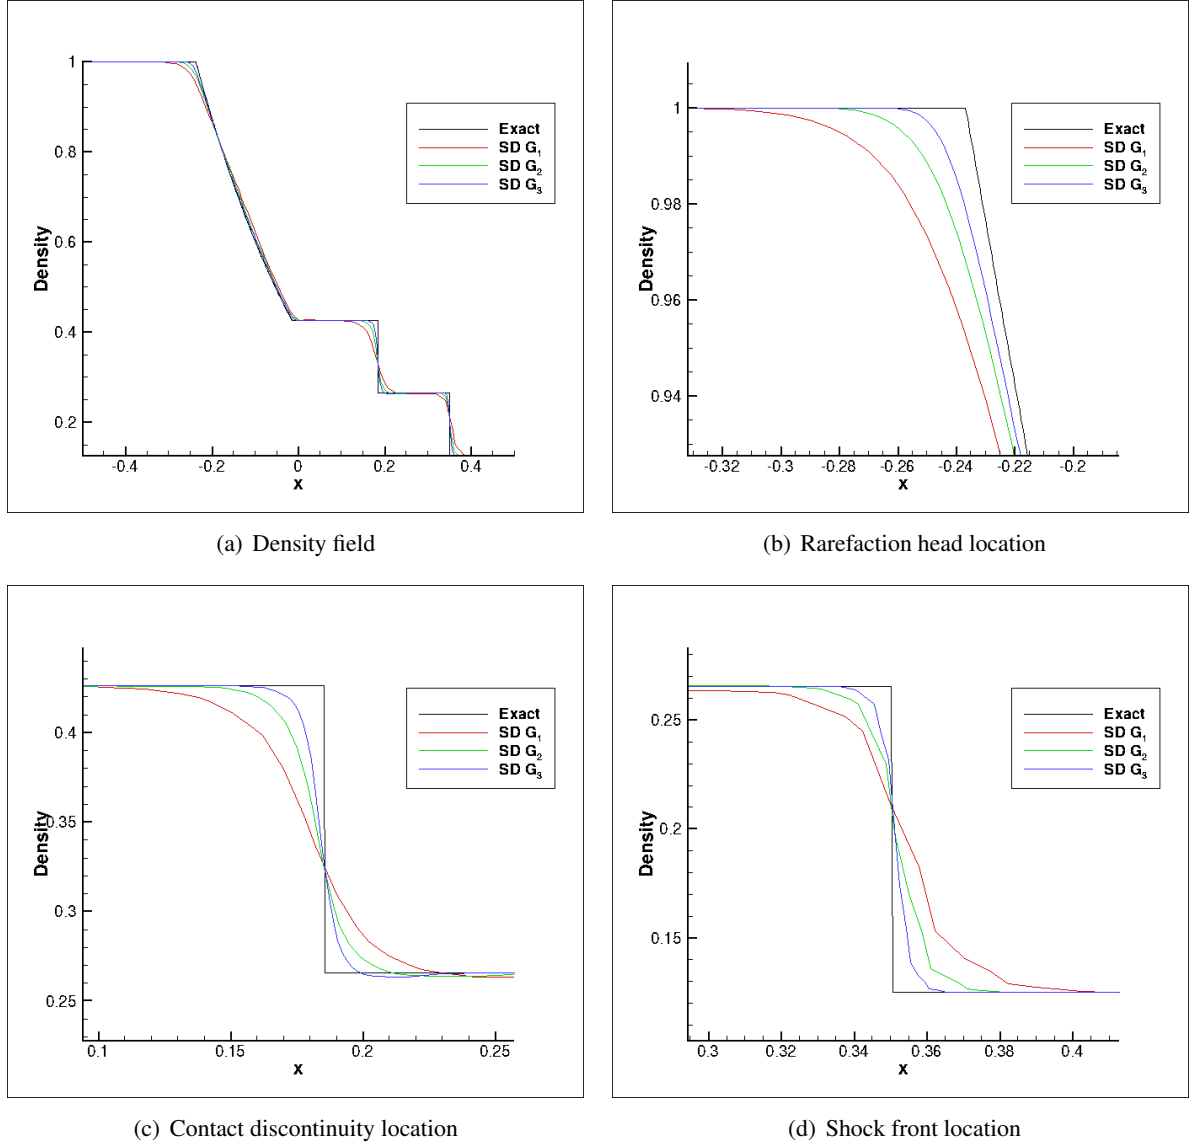 1
0.8
0.6
0.4
0.2
Density
-0.4
-0.2
0
0.2
0.4
x
Exact
SD G1
SD G2
SD G3
(a) Density field
1
0.98
0.96
0.94
Density
-0.32
-0.3
-0.28
-0.26
-0.24
-0.22
-0.2
x
Exact
SD G1
SD G2
SD G3
(b) Rarefaction head location
0.4
0.35
0.3
0.25
Density
0.1
0.15
0.2
0.25
x
Exact
SD G1
SD G2
SD G3
(c) Contact discontinuity location
0.25
0.2
0.15
Density
0.3
0.32
0.34
0.36
0.38
0.4
x
Exact
SD G1
SD G2
SD G3
(d) Shock front location